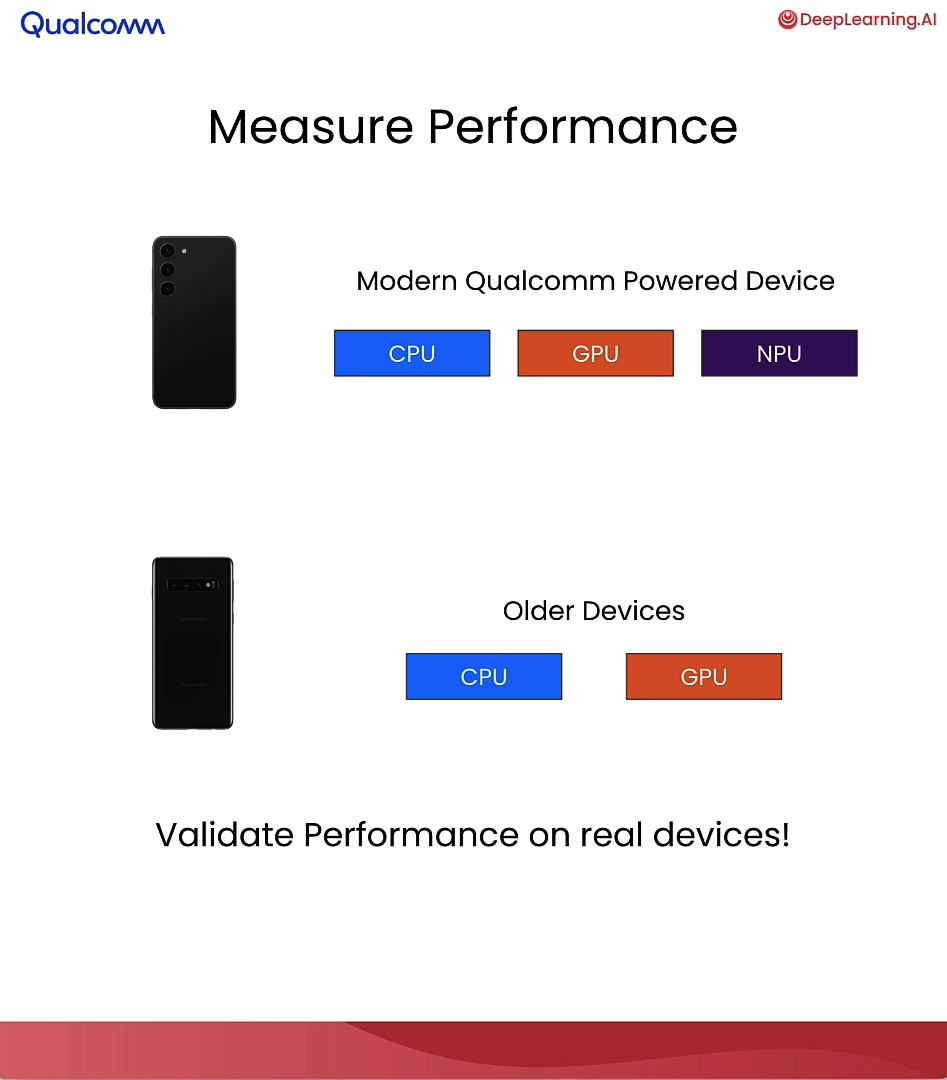 Qualcomm
DeepLearning.AI
Measure Performance
Modern Qualcomm Powered Device
CPU
GPU
NPU
SAMSUNG
Older Devices
CPU
GPU
Validate Performance on real devices!